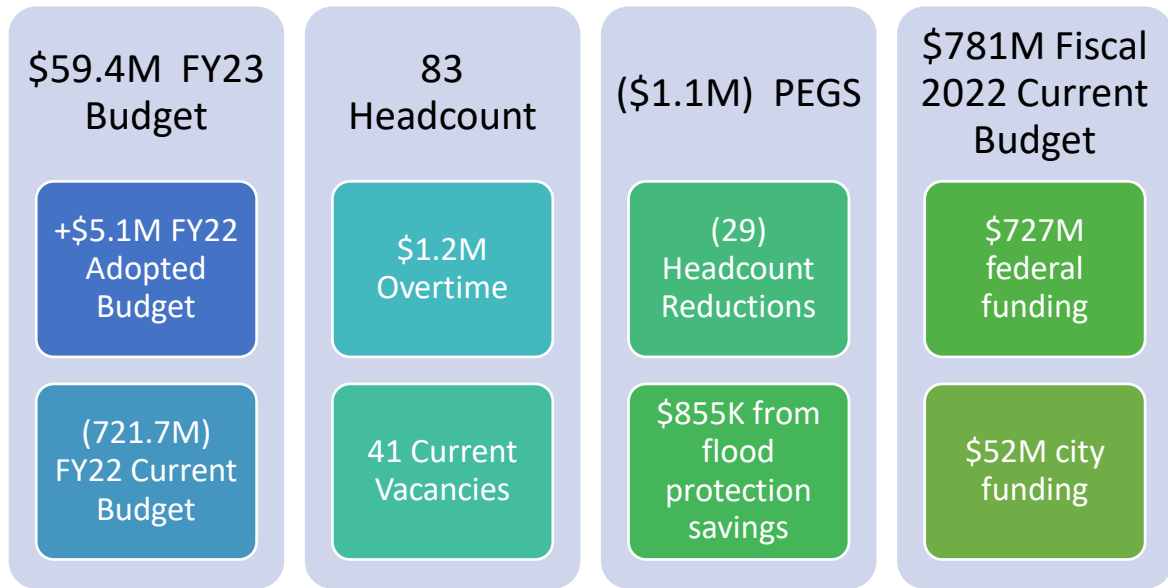 $59.4M FY23
Budget
+$5.1M FY22
Adopted
Budget
(721.7M)
FY22 Current
Budget
83
Headcount
$1.2M
Overtime
41 Current
Vacancies
($1.1M) PEGS
(29)
Headcount
Reductions
$855K from
flood
protection
savings
$781M Fiscal
2022 Current
Budget
$727M
federal
funding
$52M city
funding